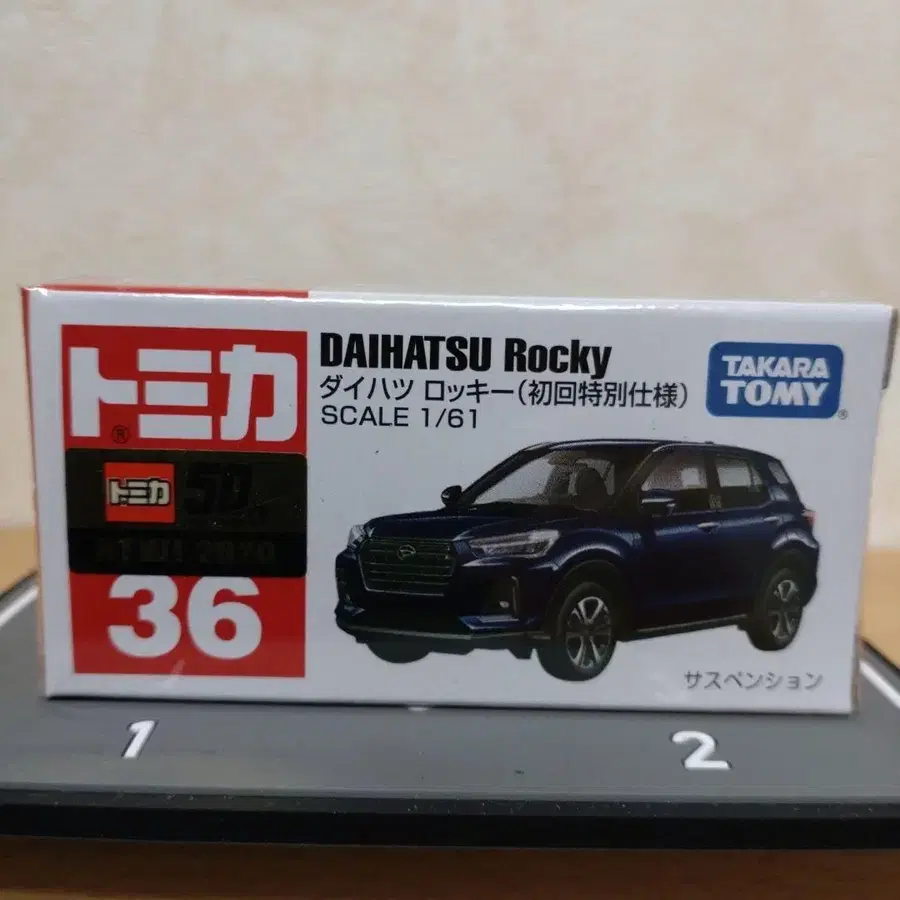 トミカ
®
トミカ 50
36
DAIHATSU Rocky
ダイハツ ロッキー(初回特別仕様)
SCALE 1/61
TAKARA
TOMY
®
サスペンション
1
2